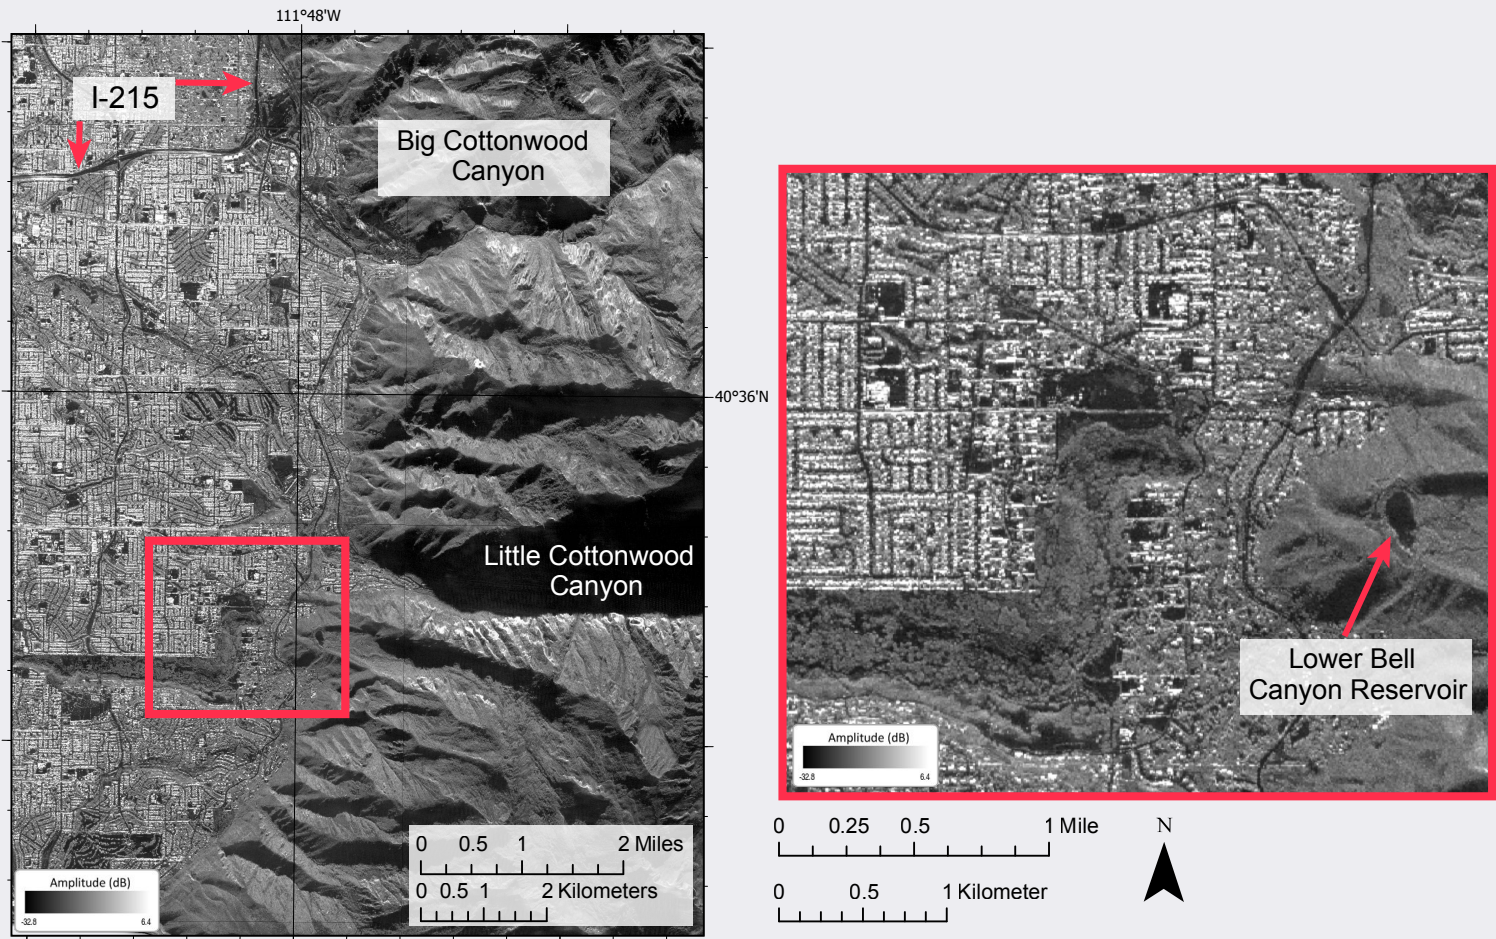 111°48'W
I-215
Big Cottonwood
Canyon
40°36'N
Little Cottonwood
Canyon
0 0.5 1 2 Miles
0 0.5 1 2 Kilometers
Amplitude (dB)
-32.8 6.4
Lower Bell
Canyon Reservoir
Amplitude (dB)
-32.8 6.4
0 0.25 0.5 1 Mile
N
0 0.5 1 Kilometer